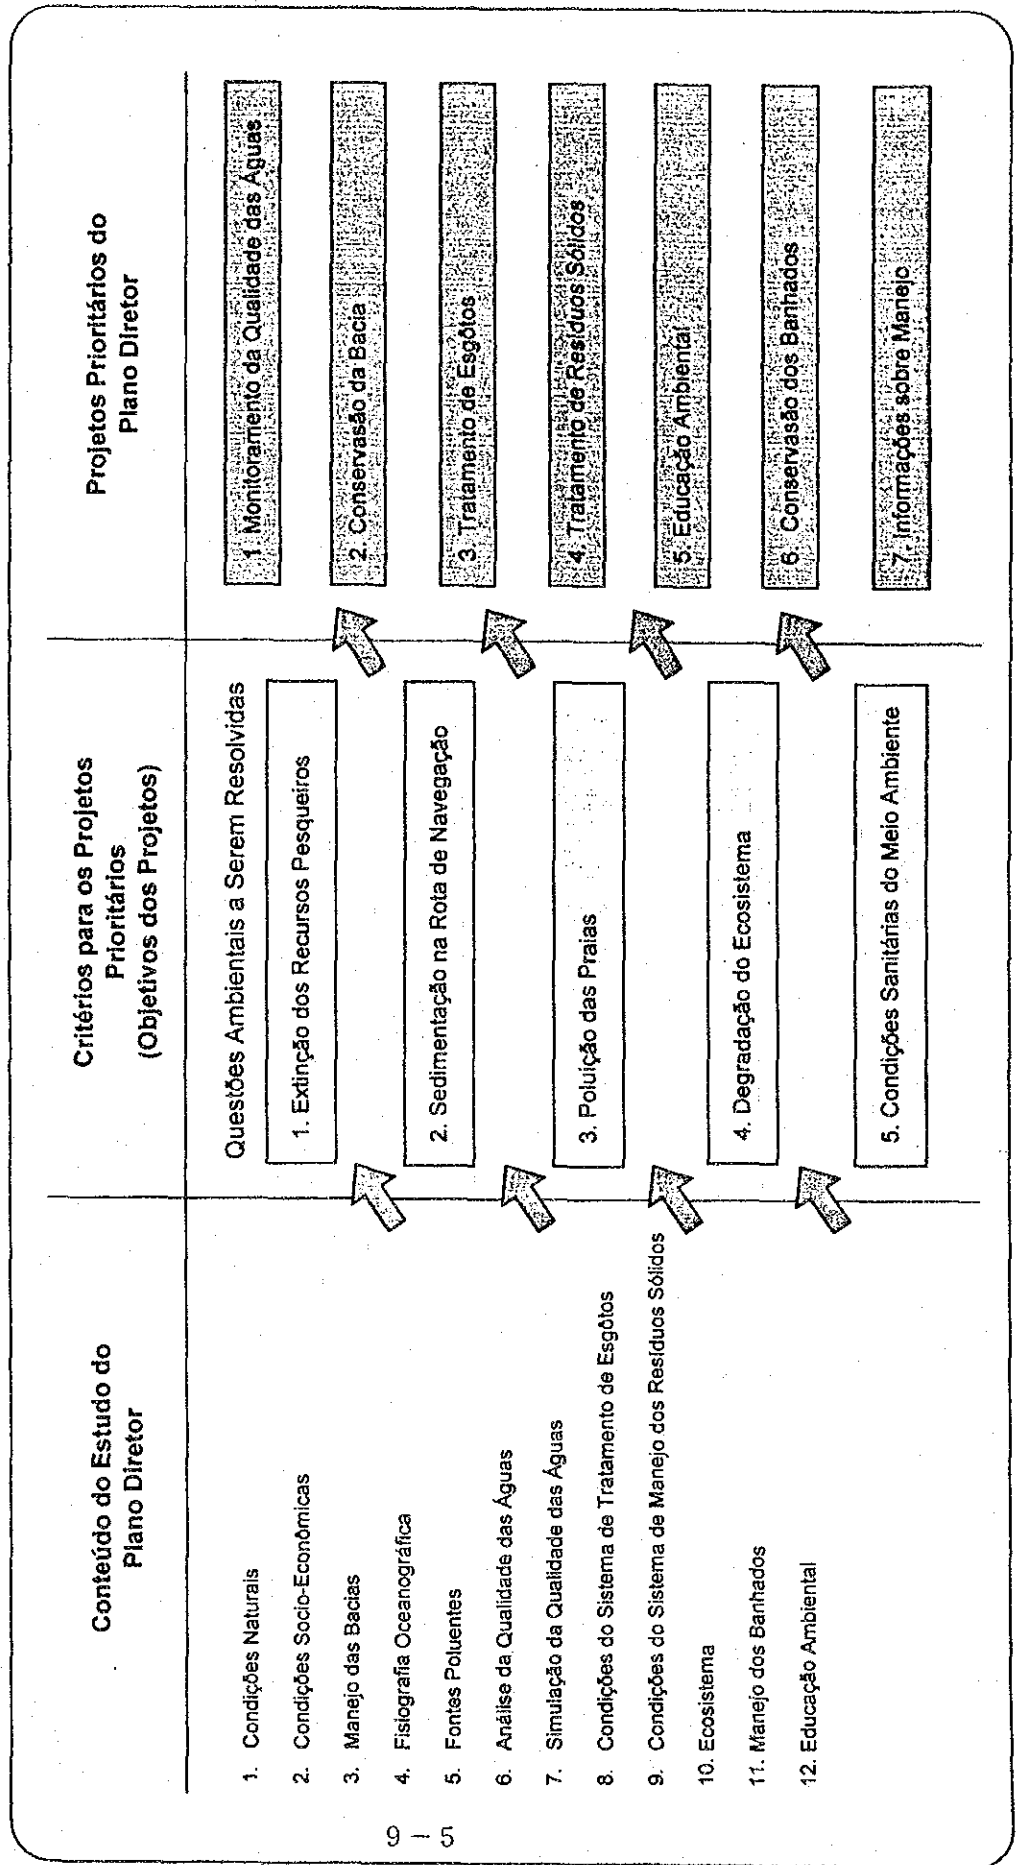 Conteúdo do Estudo do
Plano Diretor
1. Condições Naturais
2. Condições Socio-Econômicas
3. Manejo das Bacias
4. Fisiografia Oceanográfica
5. Fontes Poluentes
6. Análise da Qualidade das Águas
7. Simulação da Qualidade das Águas
8. Condições do Sistema de Tratamento de Esgôtos
9. Condições do Sistema de Manejo dos Resíduos Sólidos
10. Ecosistema
11. Manejo dos Banhados
12. Educação Ambiental
Critérios para os Projetos
Prioritários
(Objetivos dos Projetos)
Questões Ambientais a Serem Resolvidas
1. Extinção dos Recursos Pesqueiros
2. Sedimentação na Rota de Navegação
3. Poluição das Praias
4. Degradação do Ecosistema
5. Condições Sanitárias do Meio Ambiente
Projetos Prioritários do
Plano Diretor
1. Monitoramento da Qualidade das Águas
2. Conservasão da Bacia
3. Tratamento de Esgôtos
4. Tratamento de Resíduos Sólidos
5. Educação Ambiental
6. Conservasão dos Banhados
7. Informações sobre Manejo
9 - 5